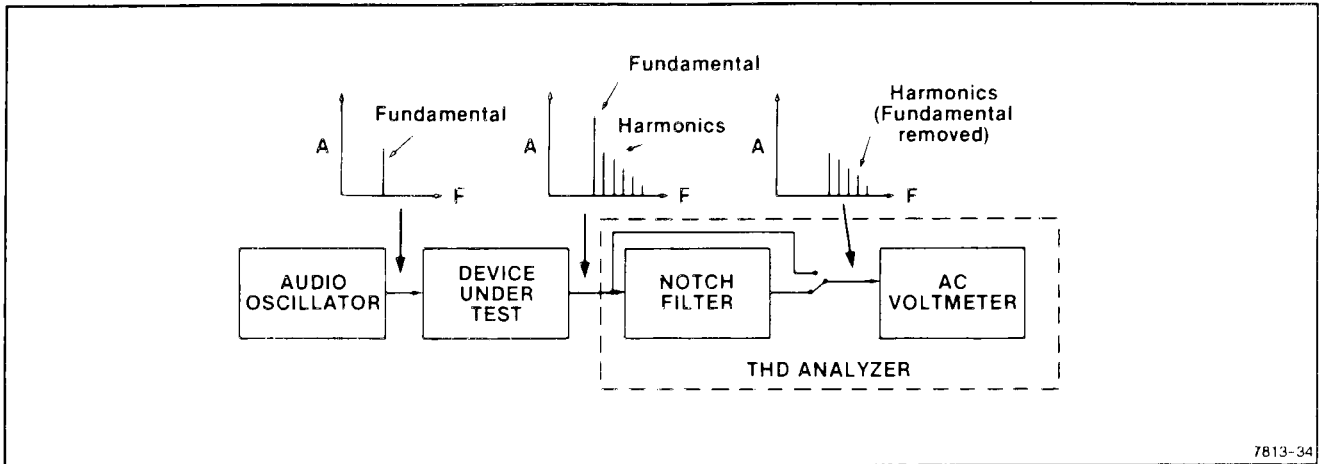 Fundamental
A
F
Fundamental
Harmonics
A
F
Harmonics
(Fundamental
removed)
A
F
AUDIO
OSCILLATOR
DEVICE
UNDER
TEST
NOTCH
FILTER
AC
VOLTMETER
THD ANALYZER
7813-34